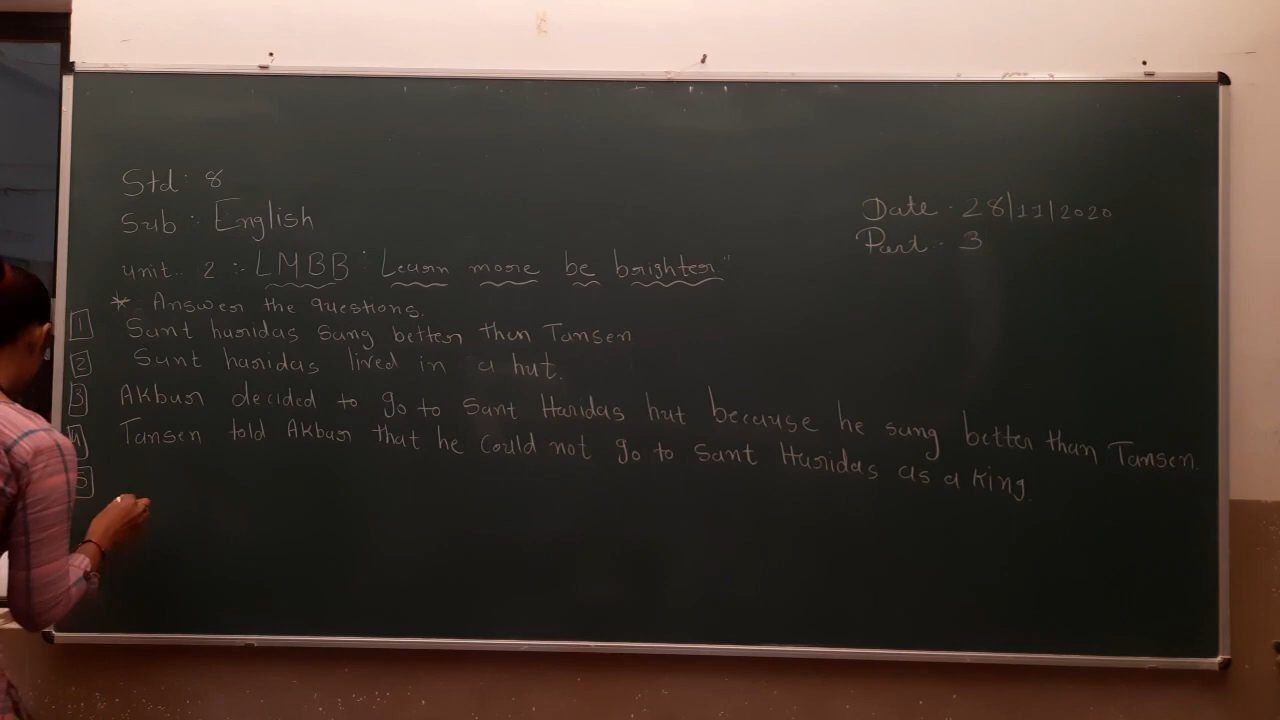 Std: 8
Sub : English
Date - 28/11/2020
Part - 3
unit.. 2 :- LMBB : Learn more be brighter"
* Answer the questions.
1 Sant haridas Sang better then Tansen
2 Sant haridas lived in a hut.
3 Akbar decided to go to Sant Haridas hut because he sang better than Tansen.
4 Tansen told Akbar that he could not go to Sant Haridas as a king.
5